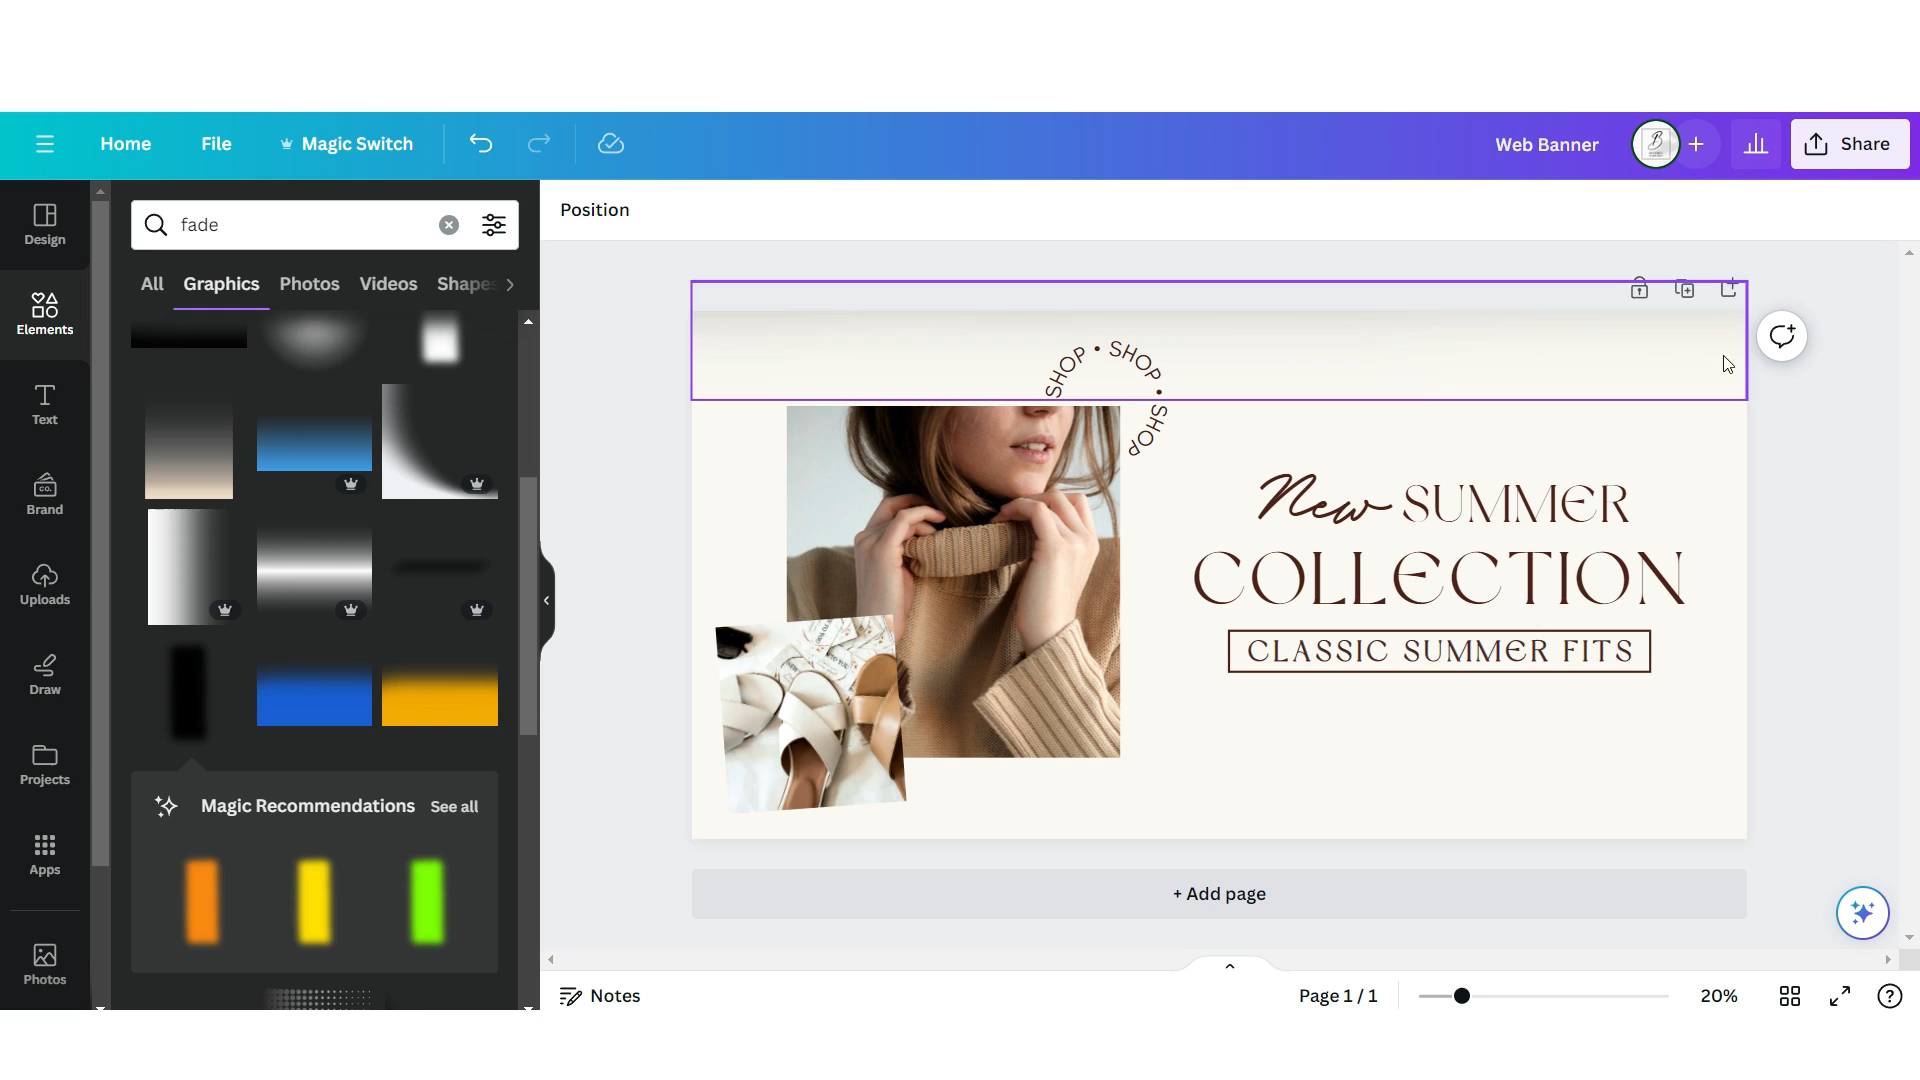 Home File Magic Switch Web Banner Share
Design
Elements
Text
Brand
CO.
Uploads
Draw
Projects
Apps
Photos
fade
All Graphics Photos Videos Shapes
Magic Recommendations See all
Position
SHOP • SHOP • SHOP
New SUMMER
COLLECTION
CLASSIC SUMMER FITS
+ Add page
Notes
Page 1 / 1 20%